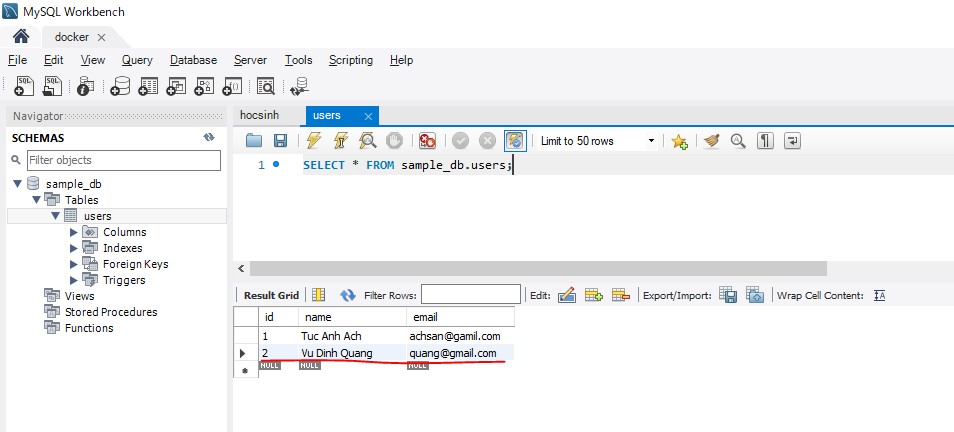 MySQL Workbench
docker
File Edit View Query Database Server Tools Scripting Help
Navigator
SCHEMAS
Filter objects
sample_db
Tables
users
Columns
Indexes
Foreign Keys
Triggers
Views
Stored Procedures
Functions
hocsinh users
Limit to 50 rows
1 SELECT * FROM sample_db.users;
Result Grid Filter Rows: Edit: Export/Import: Wrap Cell Content:
id name email
1 Tuc Anh Ach achsan@gamil.com
2 Vu Dinh Quang quang@gmail.com
NULL NULL NULL